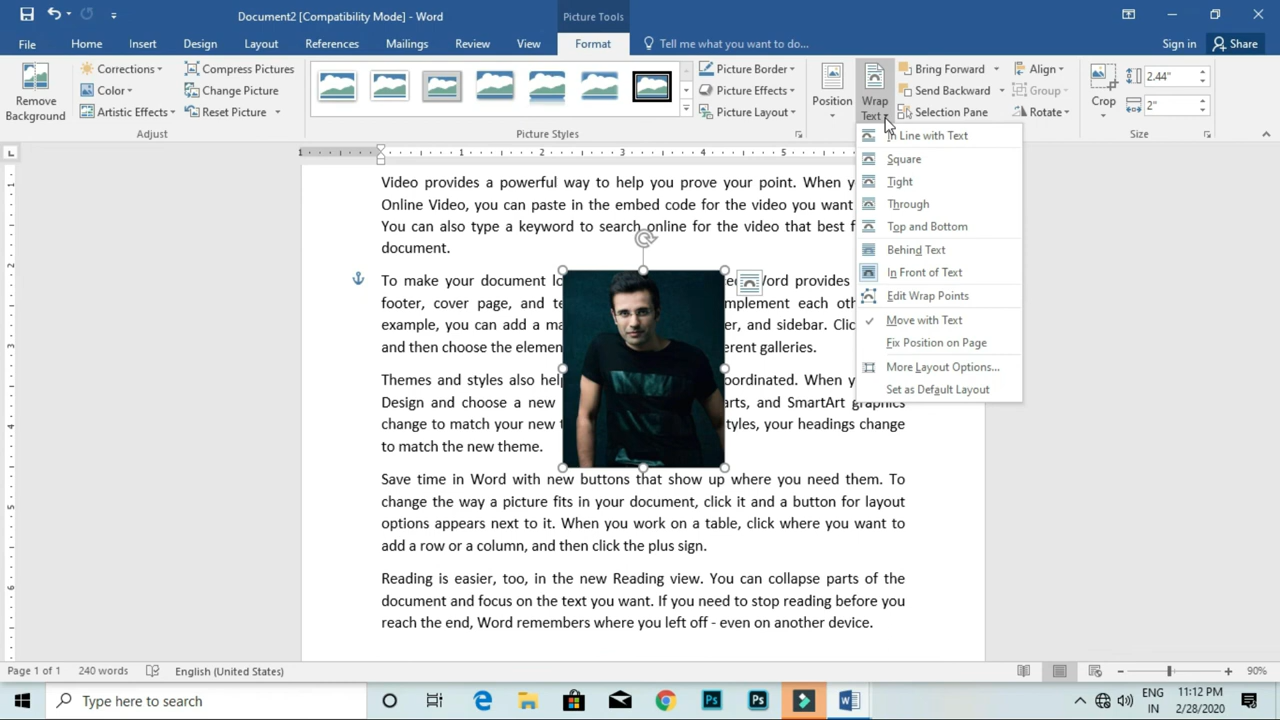 Document2 [Compatibility Mode] - Word
Picture Tools
File Home Insert Design Layout References Mailings Review View Format Tell me what you want to do... Sign in Share
Remove Background
Corrections
Color
Artistic Effects
Compress Pictures
Change Picture
Reset Picture
Adjust
Picture Styles
Picture Border
Picture Effects
Picture Layout
Position
Wrap Text
Bring Forward
Send Backward
Selection Pane
Align
Group
Rotate
Crop
2.44"
2"
Size
In Line with Text
Square
Tight
Through
Top and Bottom
Behind Text
In Front of Text
Edit Wrap Points
Move with Text
Fix Position on Page
More Layout Options...
Set as Default Layout
1 1 2 3 5
1
2
3
4
5
6
Video provides a powerful way to help you prove your point. When
Online Video, you can paste in the embed code for the video you want
You can also type a keyword to search online for the video that best
document.
To make your document Word provides
footer, cover page, and each
example, you can add a and sidebar.
and then choose the galleries.
Themes and styles also When
Design and choose a new and SmartArt graphics
change to match your new your headings change
to match the new theme.
Save time in Word with new buttons that show up where you need them. To
change the way a picture fits in your document, click it and a button for layout
options appears next to it. When you work on a table, click where you want to
add a row or a column, and then click the plus sign.
Reading is easier, too, in the new Reading view. You can collapse parts of the
document and focus on the text you want. If you need to stop reading before you
reach the end, Word remembers where you left off - even on another device.
Page 1 of 1 240 words English (United States) 90%
Type here to search
Ps Ps
ENG
IN
11:12 PM
2/28/2020